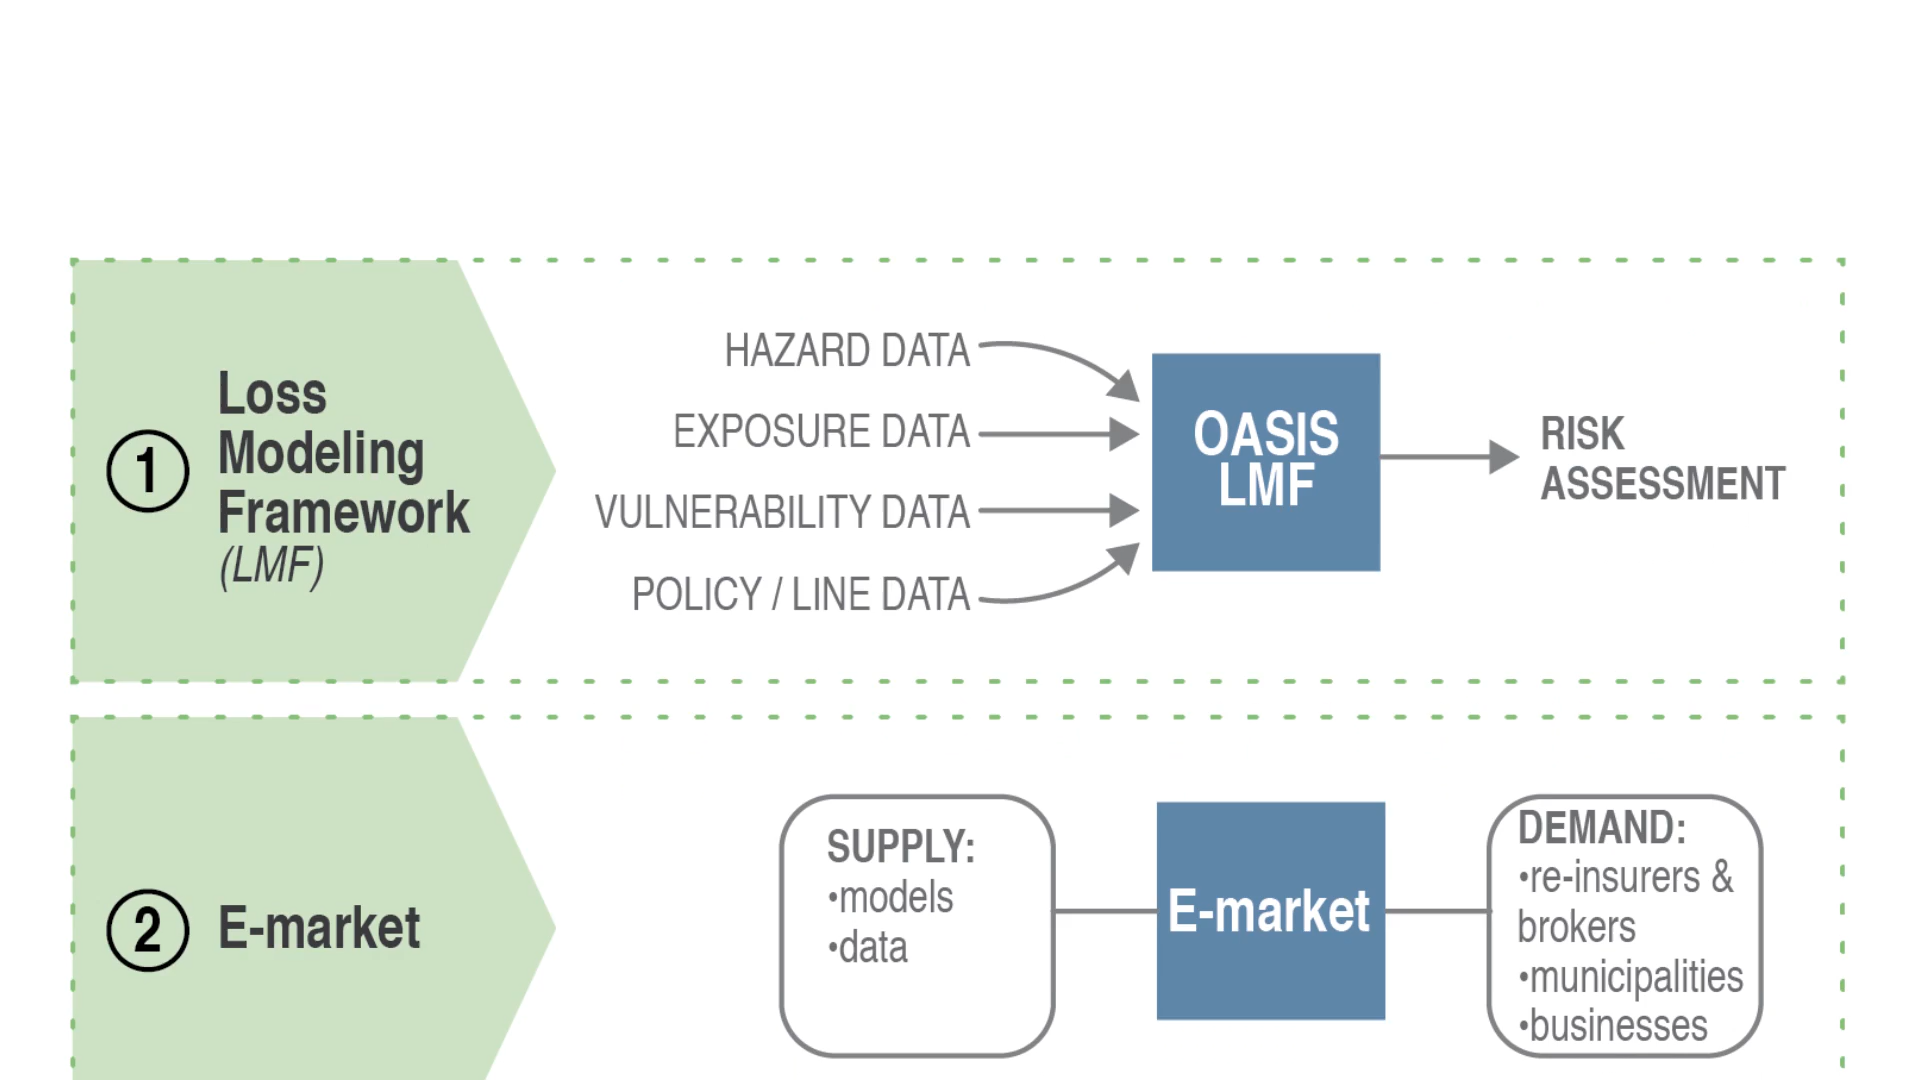 1
Loss
Modeling
Framework
(LMF)
HAZARD DATA
EXPOSURE DATA
VULNERABILITY DATA
POLICY / LINE DATA
OASIS
LMF
RISK
ASSESSMENT
2
E-market
SUPPLY:
•models
•data
E-market
DEMAND:
•re-insurers &
brokers
•municipalities
•businesses